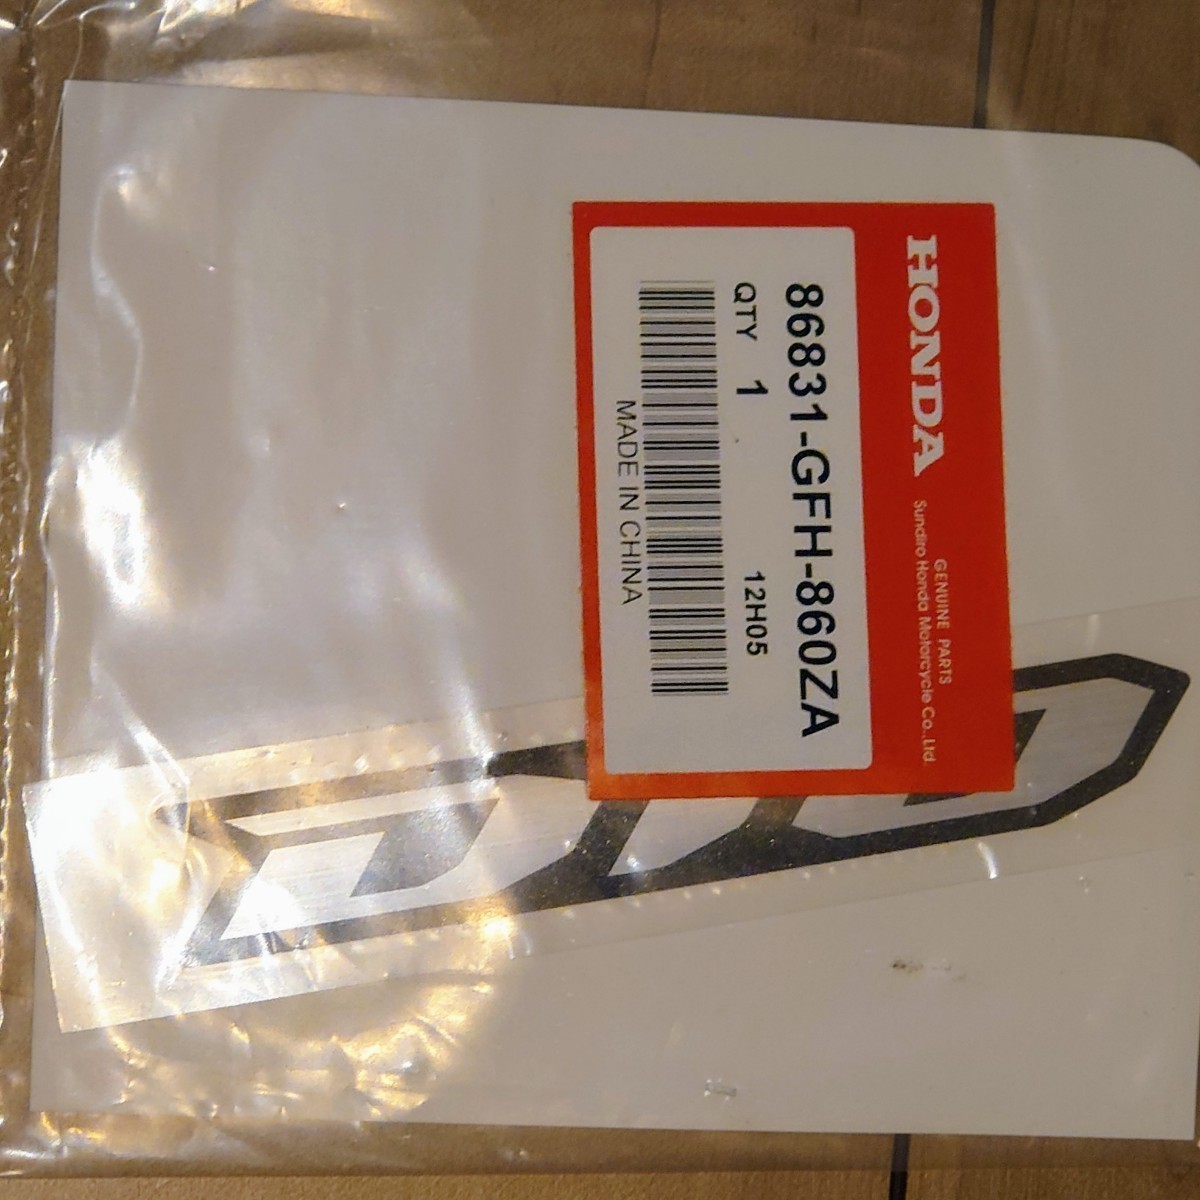 HONDA
GENUINE PARTS
Sundiro Honda Motorcycle Co.,Ltd.
86831-GFH-860ZA
QTY 1 12H05
MADE IN CHINA